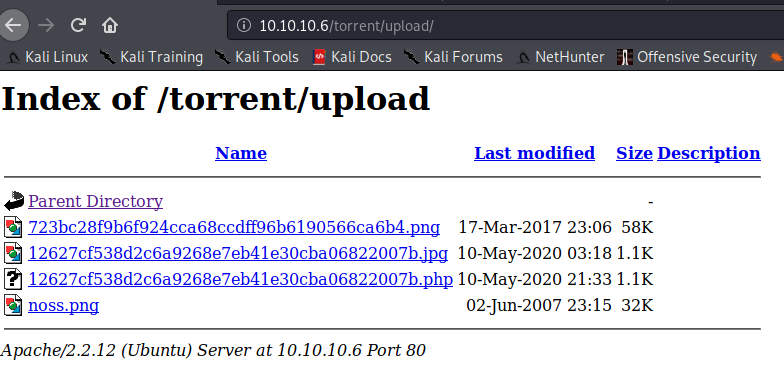 10.10.10.6/torrent/upload/
Kali Linux Kali Training Kali Tools Kali Docs Kali Forums NetHunter Offensive Security
Index of /torrent/upload
Name Last modified Size Description
Parent Directory -
723bc28f9b6f924cca68ccdff96b6190566ca6b4.png 17-Mar-2017 23:06 58K
12627cf538d2c6a9268e7eb41e30cba06822007b.jpg 10-May-2020 03:18 1.1K
12627cf538d2c6a9268e7eb41e30cba06822007b.php 10-May-2020 21:33 1.1K
noss.png 02-Jun-2007 23:15 32K
Apache/2.2.12 (Ubuntu) Server at 10.10.10.6 Port 80